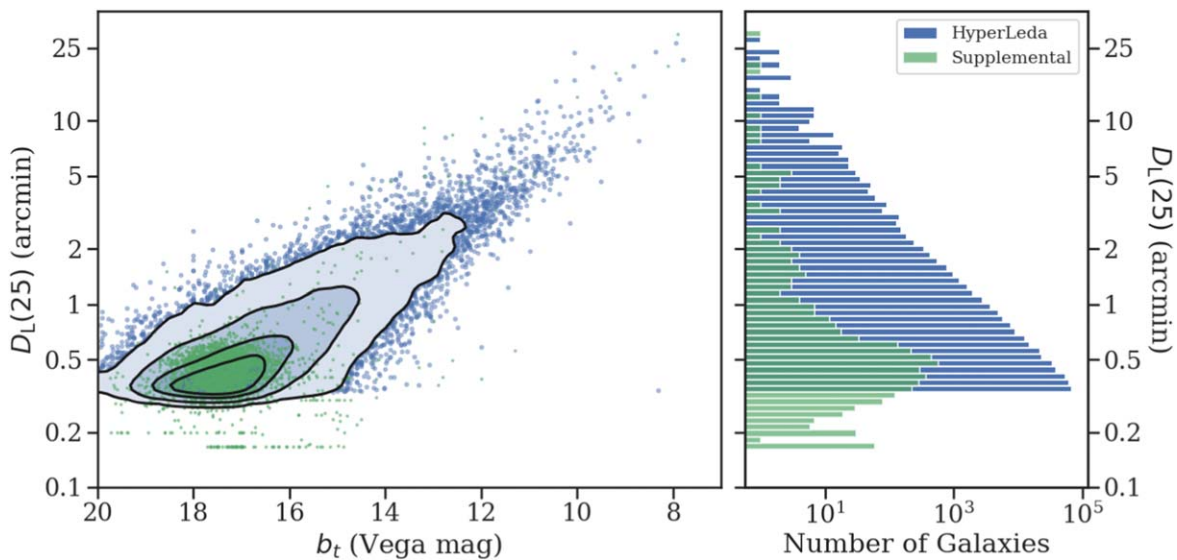 25
10
5
2
1
0.5
0.2
0.1
D_L(25) (arcmin)
20 18 16 14 12 10 8
b_t (Vega mag)
HyperLeda
Supplemental
25
10
5
2
1
0.5
0.2
0.1
D_L(25) (arcmin)
10^1 10^3 10^5
Number of Galaxies